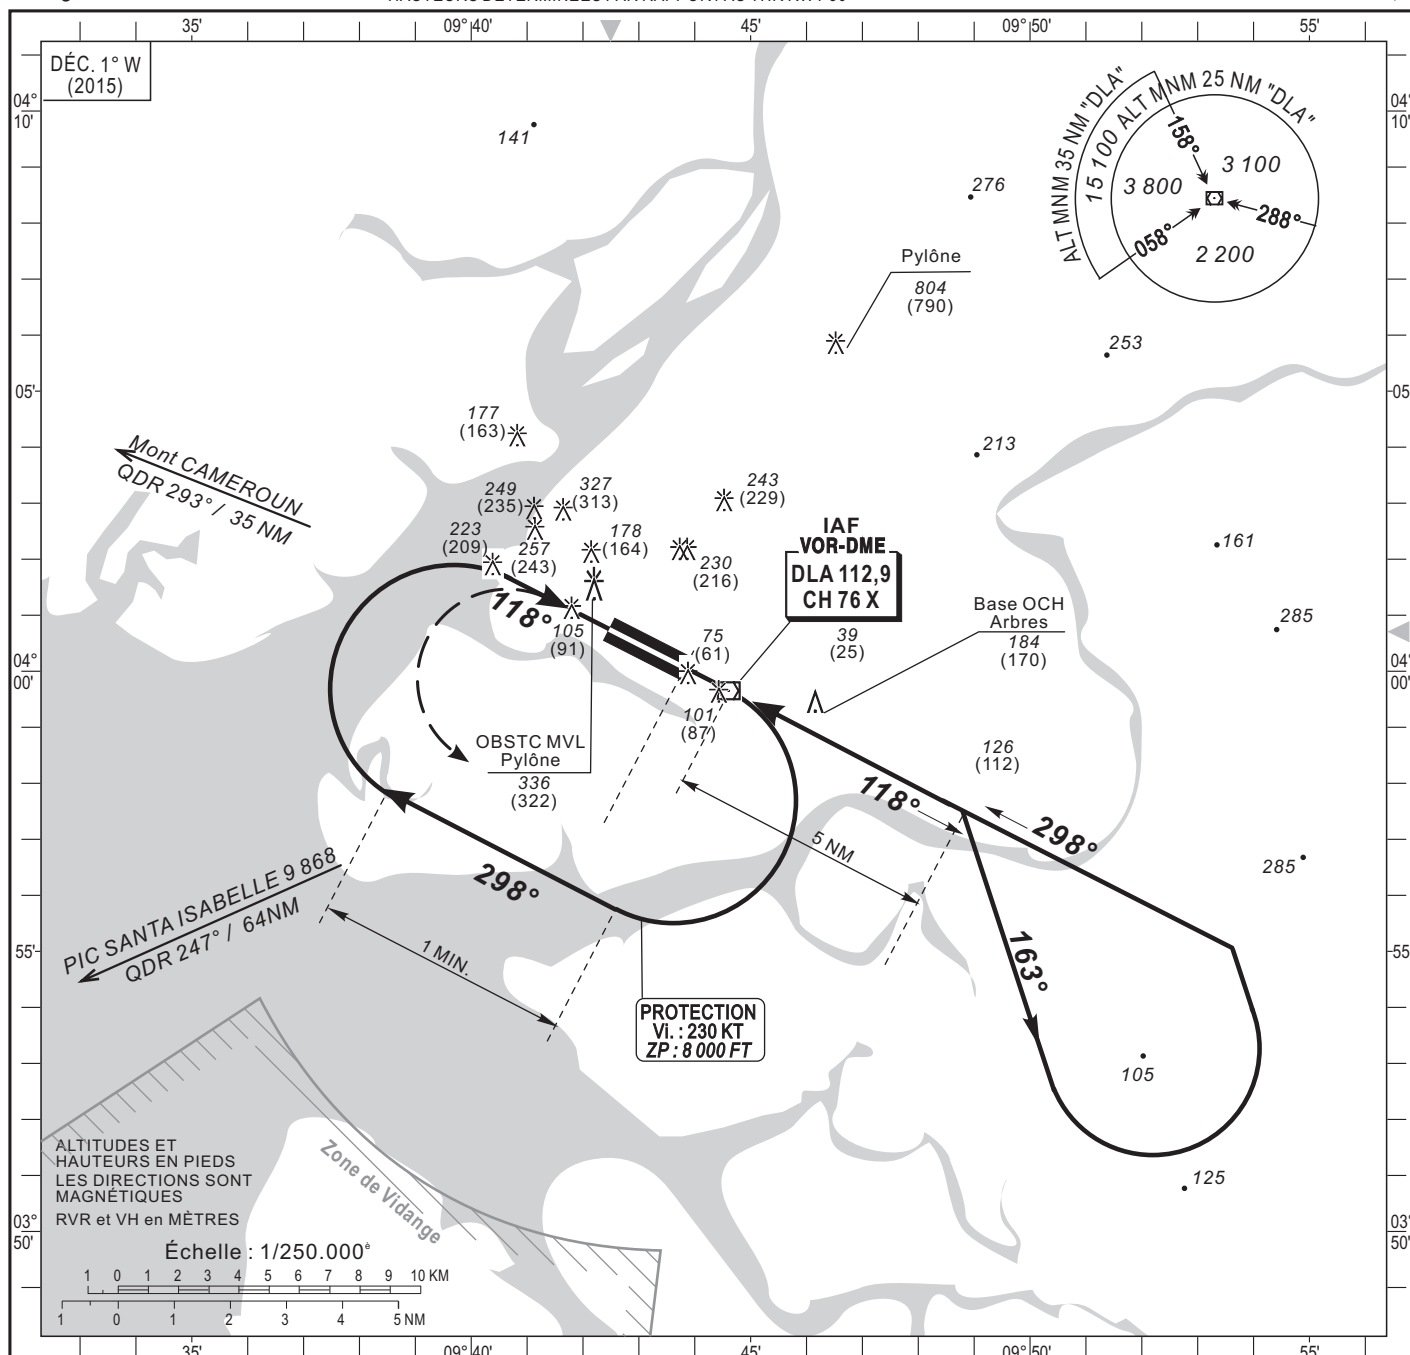 35'
09° 40'
45'
09° 50'
55'
DÉC. 1° W
(2015)
04°
10'
04°
10'
ALT MNM 35 NM "DLA"
15 100
ALT MNM 25 NM "DLA"
158°
3 100
3 800
288°
058°
2 200
141
276
Pylône
804
(790)
253
05'
05'
177
(163)
213
Mont CAMEROUN
QDR 293° / 35 NM
249
(235)
327
(313)
243
(229)
223
(209)
257
(243)
178
(164)
230
(216)
161
IAF
VOR-DME
DLA 112,9
CH 76 X
Base OCH
Arbres
184
(170)
285
118°
105
(91)
75
(61)
39
(25)
04°
00'
04°
00'
101
(87)
OBSTC MVL
Pylône
336
(322)
126
(112)
118°
298°
5 NM
285
298°
PIC SANTA ISABELLE 9 868
QDR 247° / 64NM
1 MIN.
163°
55'
55'
PROTECTION
Vi. : 230 KT
ZP : 8 000 FT
105
125
Zone de Vidange
ALTITUDES ET
HAUTEURS EN PIEDS
LES DIRECTIONS SONT
MAGNÉTIQUES
RVR et VH en MÈTRES
03°
50'
03°
50'
Échelle : 1/250.000è
1 0 1 2 3 4 5 6 7 8 9 10 KM
1 0 1 2 3 4 5 NM
35'
09° 40'
45'
09° 50'
55'